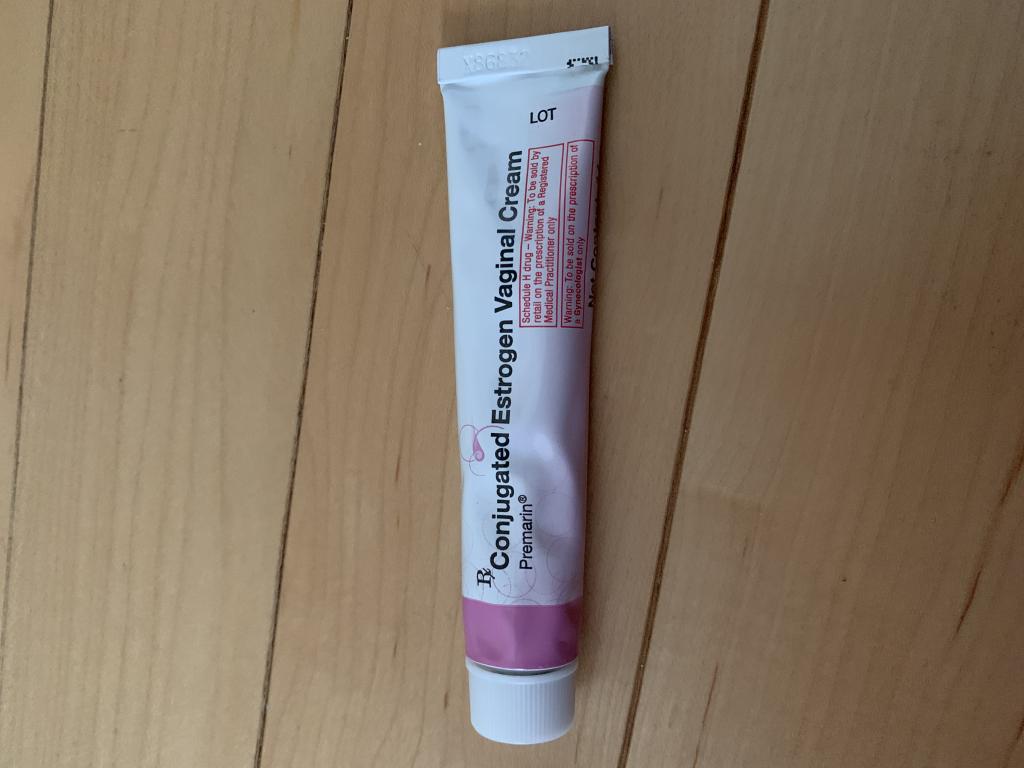 LOT
℞ Conjugated Estrogen Vaginal Cream
Premarin®
Schedule H drug – Warning: To be sold by
retail on the prescription of a Registered
Medical Practitioner only
Warning: To be sold on the prescription of
a Gynecologist only